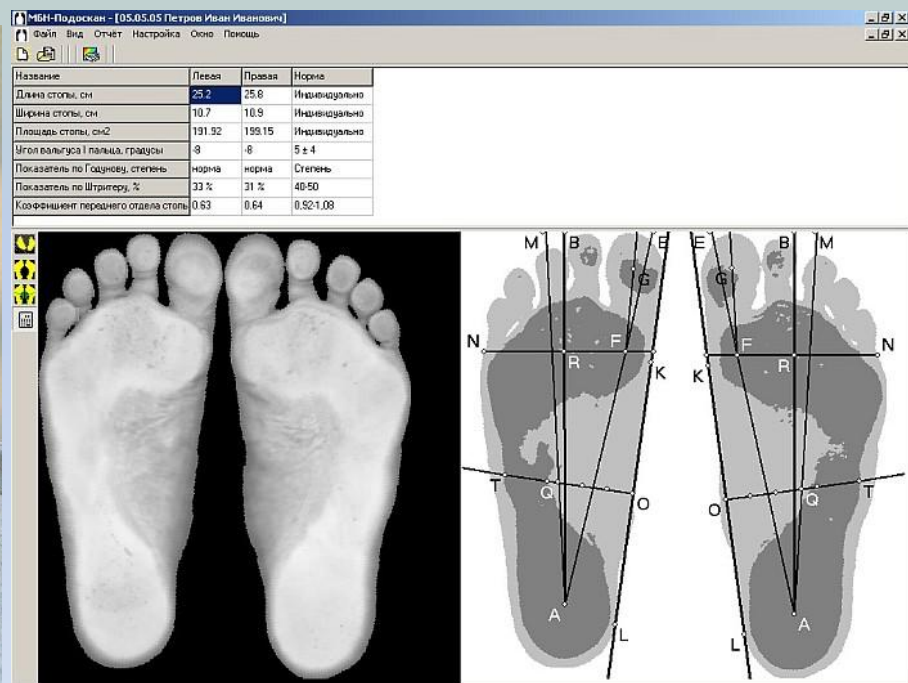 МБН-Подоскан - [05.05.05 Петров Иван Иванович]
Файл Вид Отчёт Настройка Окно Помощь
Название Левая Правая Норма
Длина стопы, см 25.2 25.8 Индивидуально
Ширина стопы, см 10.7 10.9 Индивидуально
Площадь стопы, см2 191.92 199.15 Индивидуально
Угол вальгуса I пальца, градусы -8 -8 5 ± 4
Показатель по Годунову, степень норма норма Степень
Показатель по Штритеру, % 33 % 31 % 40-50
Коэффициент переднего отдела стопь 0.63 0.64 0,92-1,08
M B E E B M
G G
N R F K K F R N
T Q O O Q T
A A
L L